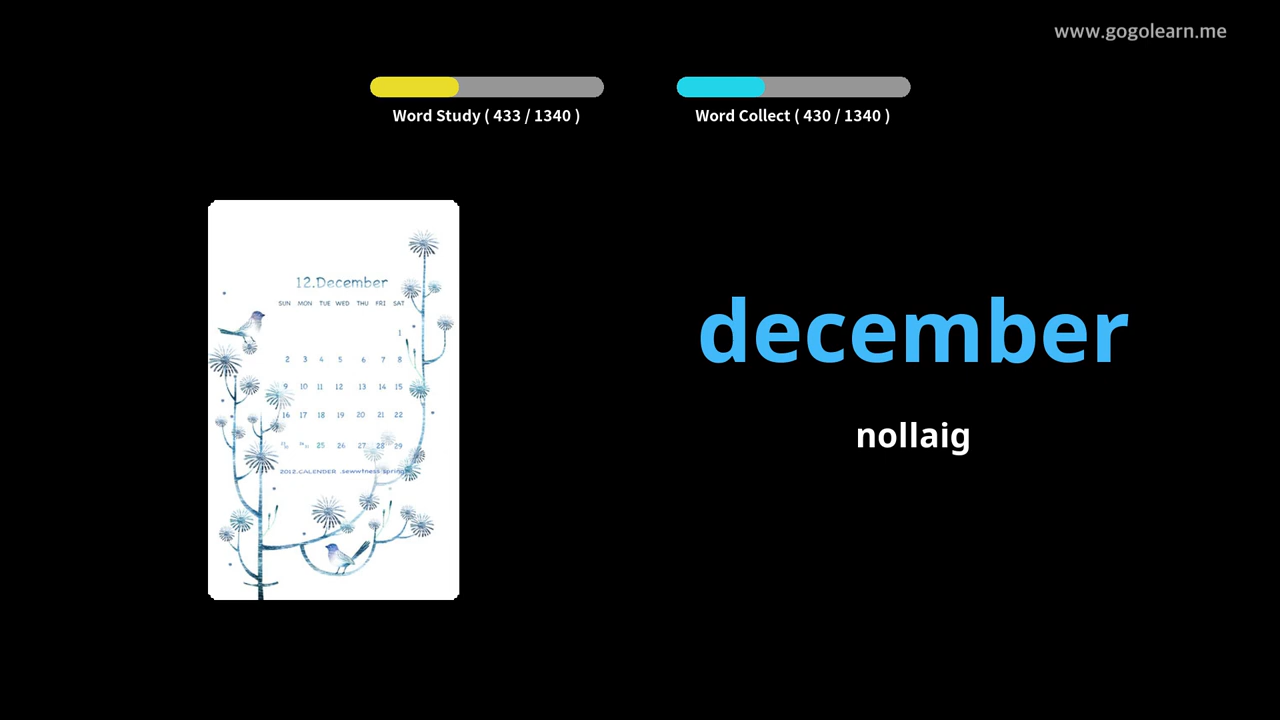 www.gogolearn.me
Word Study ( 433 / 1340 )
Word Collect ( 430 / 1340 )
12.December
SUN MON TUE WED THU FRI SAT
1
2 3 4 5 6 7 8
9 10 11 12 13 14 15
16 17 18 19 20 21 22
25 26 27 28 29
2012.CALENDER
december
nollaig